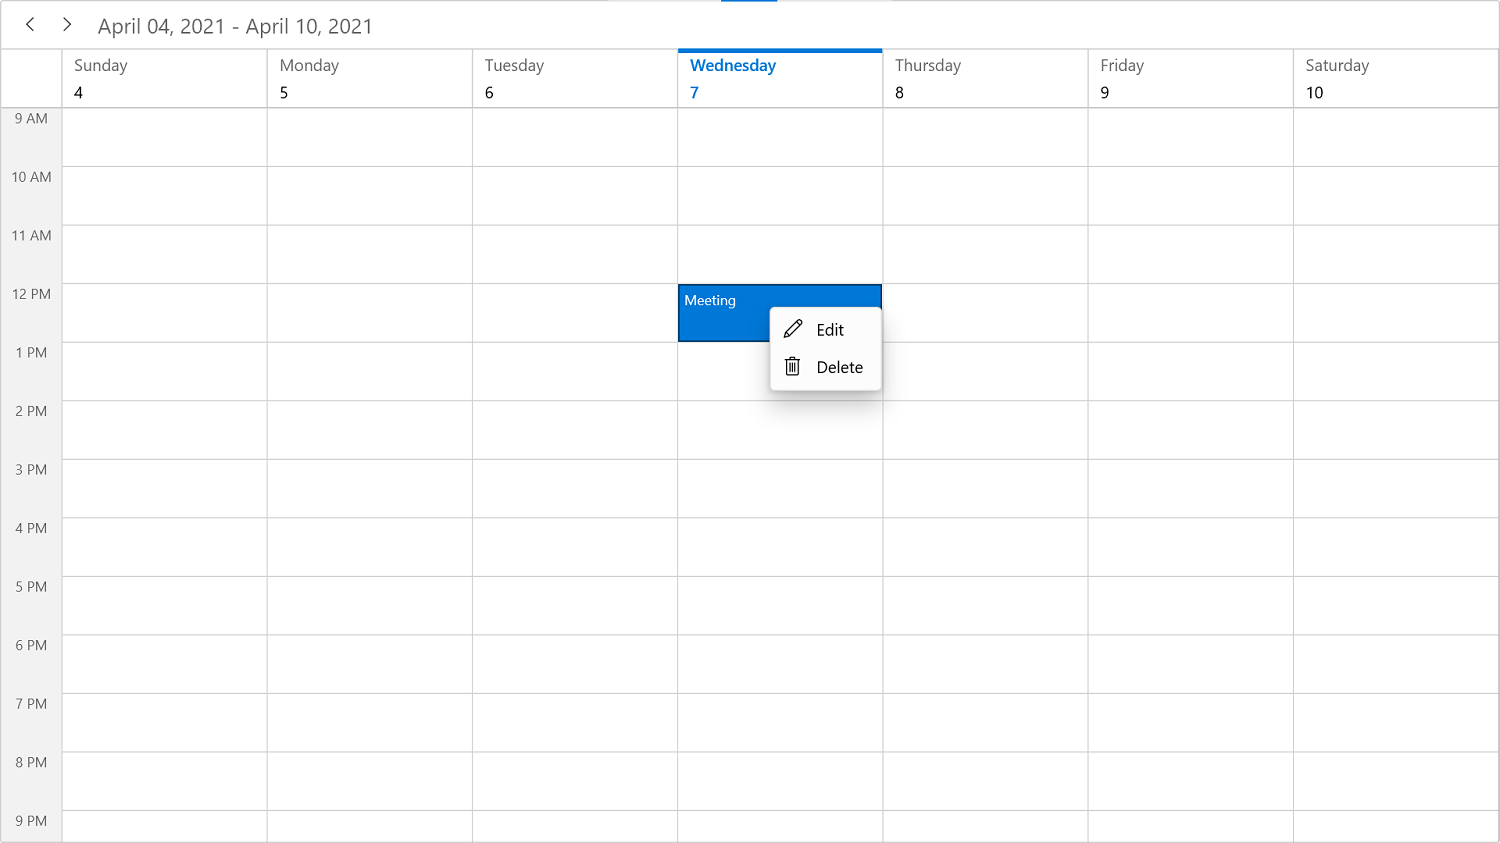 April 04, 2021 - April 10, 2021
Sunday Monday Tuesday Wednesday Thursday Friday Saturday
4 5 6 7 8 9 10
9 AM
10 AM
11 AM
12 PM
Meeting
Edit
1 PM
Delete
2 PM
3 PM
4 PM
5 PM
6 PM
7 PM
8 PM
9 PM